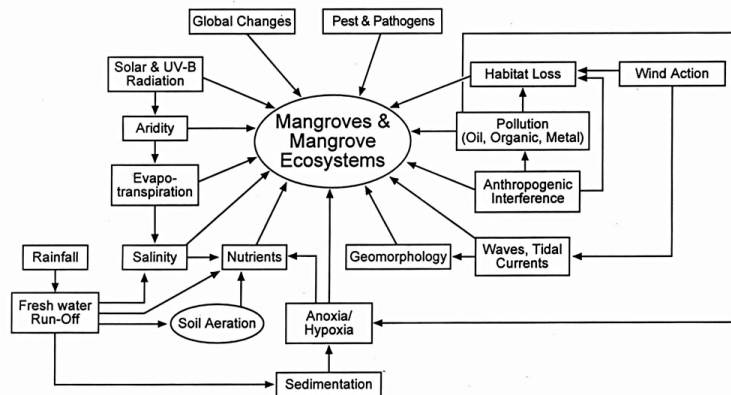 Global Changes
Pest & Pathogens
Solar & UV-B
Radiation
Habitat Loss
Wind Action
Aridity
Mangroves &
Mangrove
Ecosystems
Pollution
(Oil, Organic, Metal)
Evapo-
transpiration
Anthropogenic
Interference
Rainfall
Salinity
Nutrients
Geomorphology
Waves, Tidal
Currents
Fresh water
Run-Off
Soil Aeration
Anoxia/
Hypoxia
Sedimentation